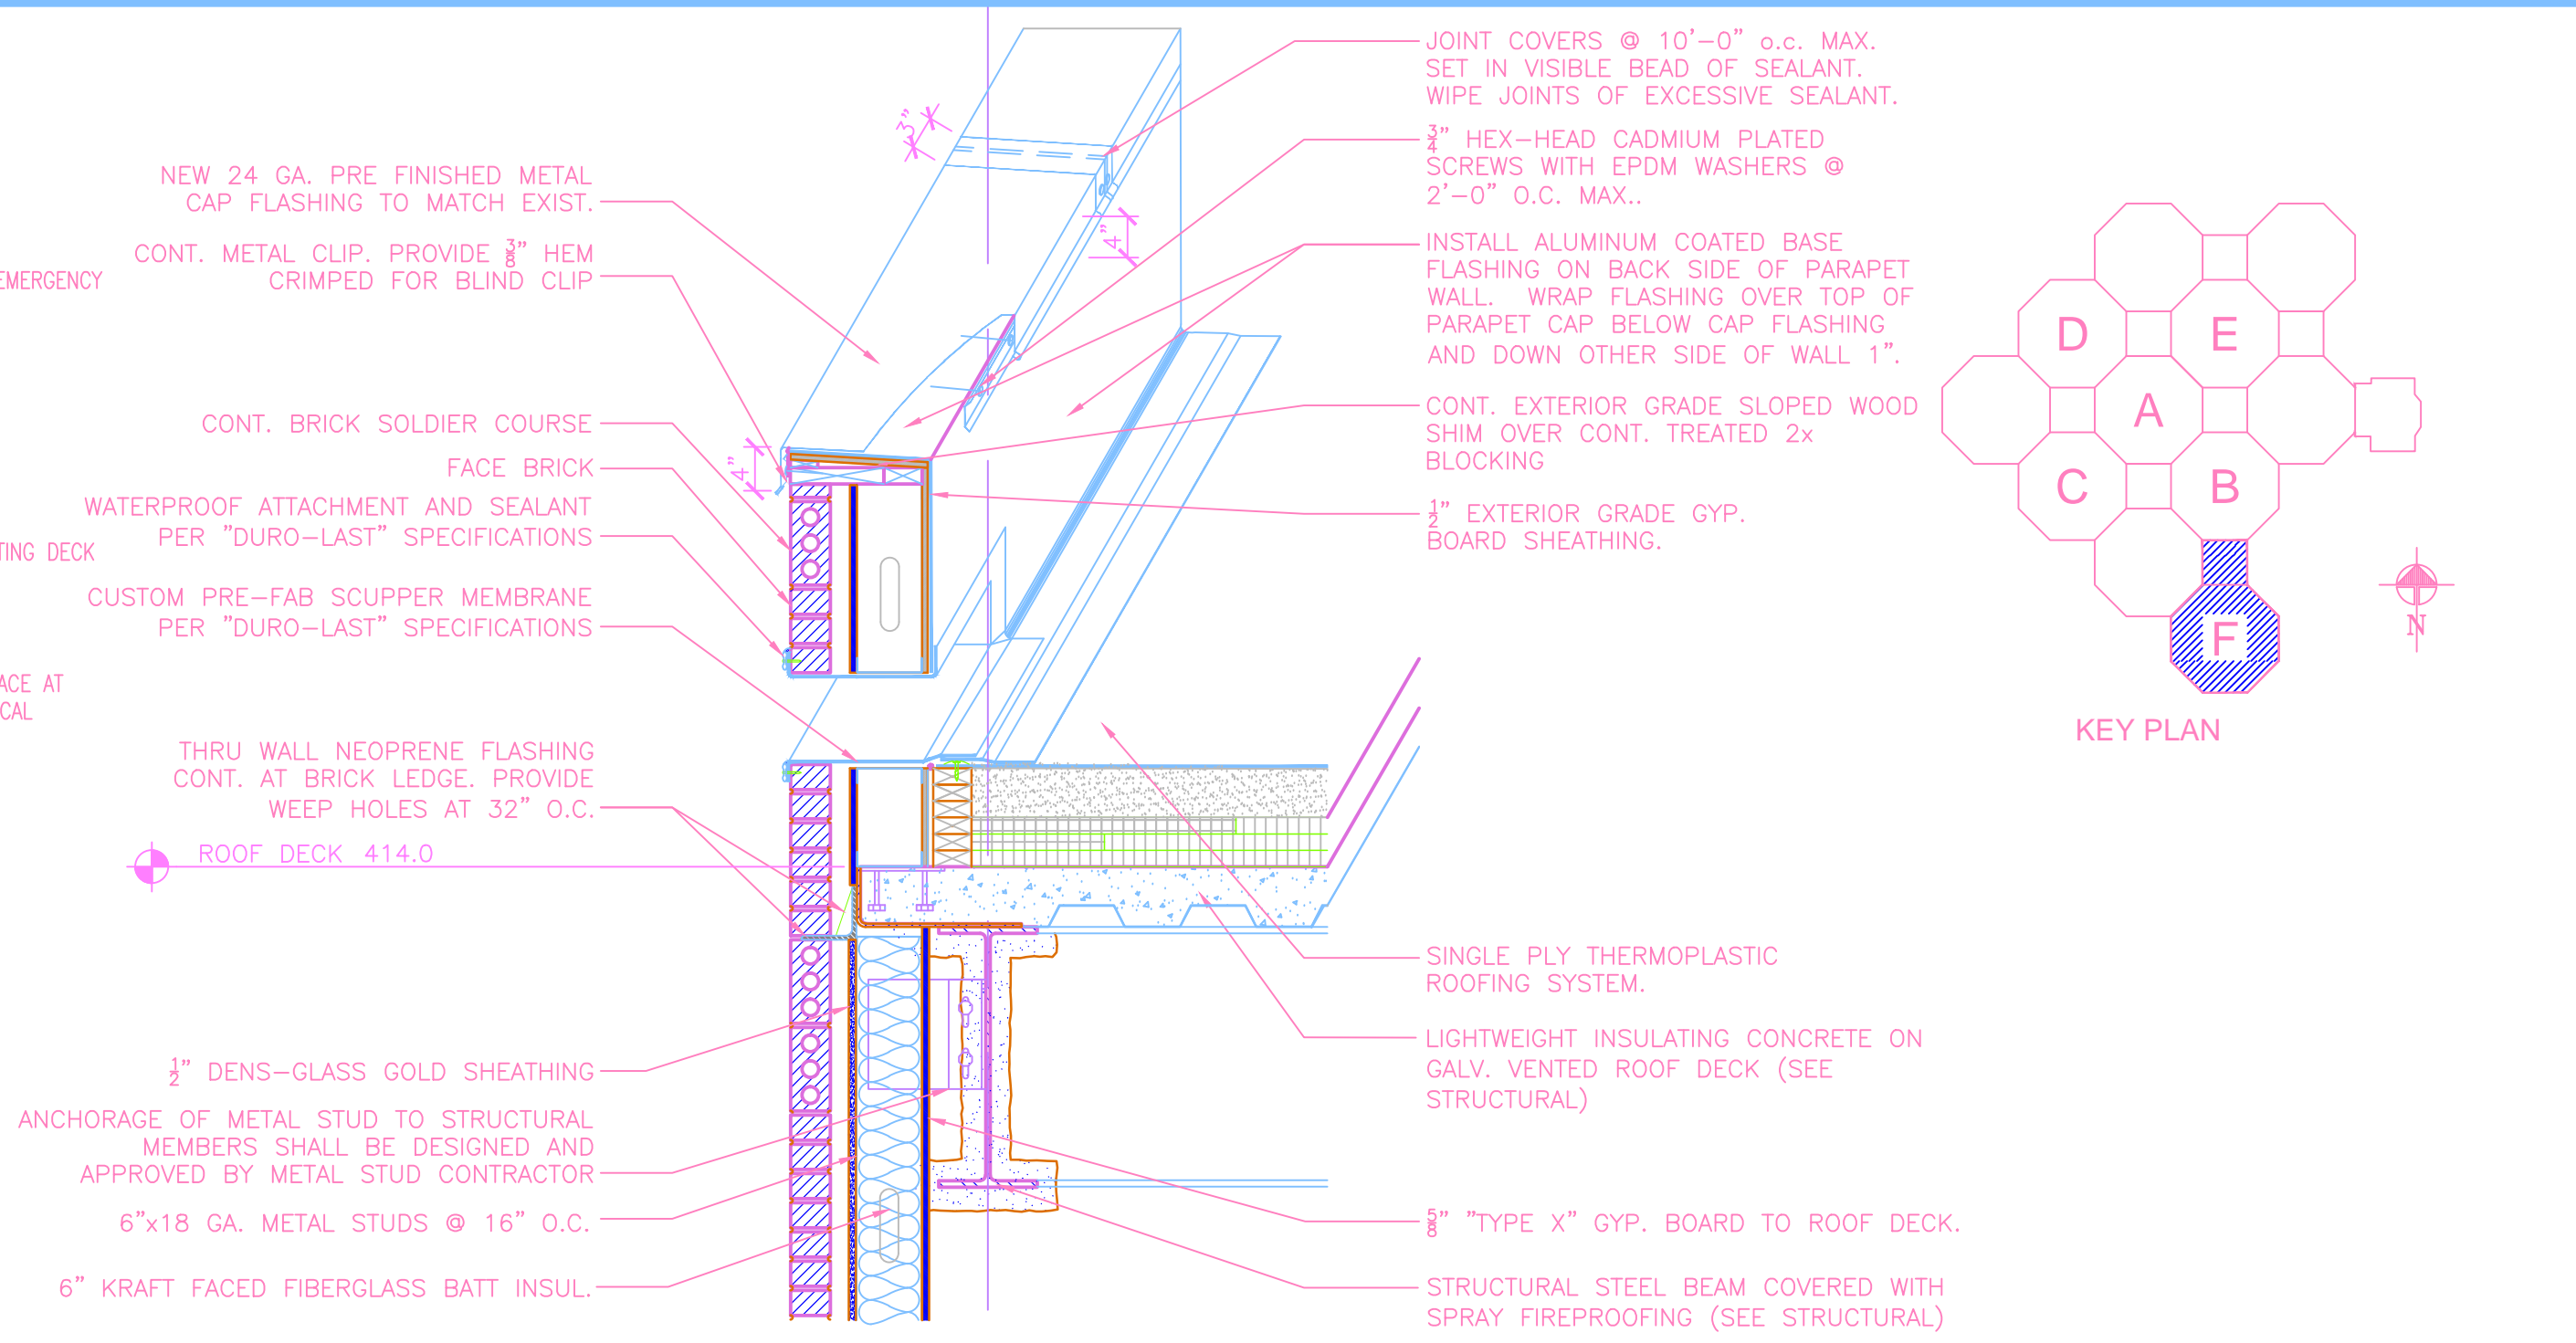 EMERGENCY
TING DECK
ACE AT
CAL
NEW 24 GA. PRE FINISHED METAL
CAP FLASHING TO MATCH EXIST.
CONT. METAL CLIP. PROVIDE 3/8" HEM
CRIMPED FOR BLIND CLIP
CONT. BRICK SOLDIER COURSE
FACE BRICK
WATERPROOF ATTACHMENT AND SEALANT
PER "DURO-LAST" SPECIFICATIONS
CUSTOM PRE-FAB SCUPPER MEMBRANE
PER "DURO-LAST" SPECIFICATIONS
THRU WALL NEOPRENE FLASHING
CONT. AT BRICK LEDGE. PROVIDE
WEEP HOLES AT 32" O.C.
ROOF DECK 414.0
1/2" DENS-GLASS GOLD SHEATHING
ANCHORAGE OF METAL STUD TO STRUCTURAL
MEMBERS SHALL BE DESIGNED AND
APPROVED BY METAL STUD CONTRACTOR
6"x18 GA. METAL STUDS @ 16" O.C.
6" KRAFT FACED FIBERGLASS BATT INSUL.
3"
4"
4"
JOINT COVERS @ 10'-0" o.c. MAX.
SET IN VISIBLE BEAD OF SEALANT.
WIPE JOINTS OF EXCESSIVE SEALANT.
3/4" HEX-HEAD CADMIUM PLATED
SCREWS WITH EPDM WASHERS @
2'-0" O.C. MAX..
INSTALL ALUMINUM COATED BASE
FLASHING ON BACK SIDE OF PARAPET
WALL. WRAP FLASHING OVER TOP OF
PARAPET CAP BELOW CAP FLASHING
AND DOWN OTHER SIDE OF WALL 1".
CONT. EXTERIOR GRADE SLOPED WOOD
SHIM OVER CONT. TREATED 2x
BLOCKING
1/2" EXTERIOR GRADE GYP.
BOARD SHEATHING.
SINGLE PLY THERMOPLASTIC
ROOFING SYSTEM.
LIGHTWEIGHT INSULATING CONCRETE ON
GALV. VENTED ROOF DECK (SEE
STRUCTURAL)
5/8" "TYPE X" GYP. BOARD TO ROOF DECK.
STRUCTURAL STEEL BEAM COVERED WITH
SPRAY FIREPROOFING (SEE STRUCTURAL)
D
E
A
C
B
F
N
KEY PLAN